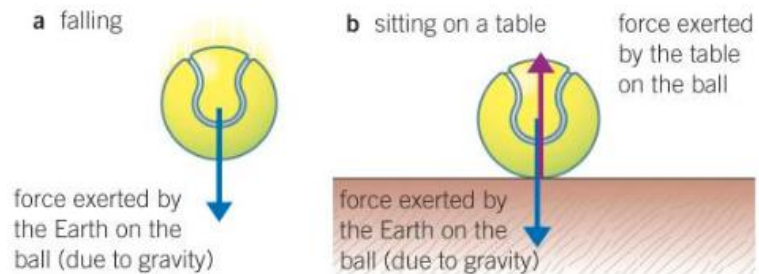 a falling
force exerted by
the Earth on the
ball (due to gravity)
b sitting on a table
force exerted
by the table
on the ball
force exerted by
the Earth on the
ball (due to gravity)